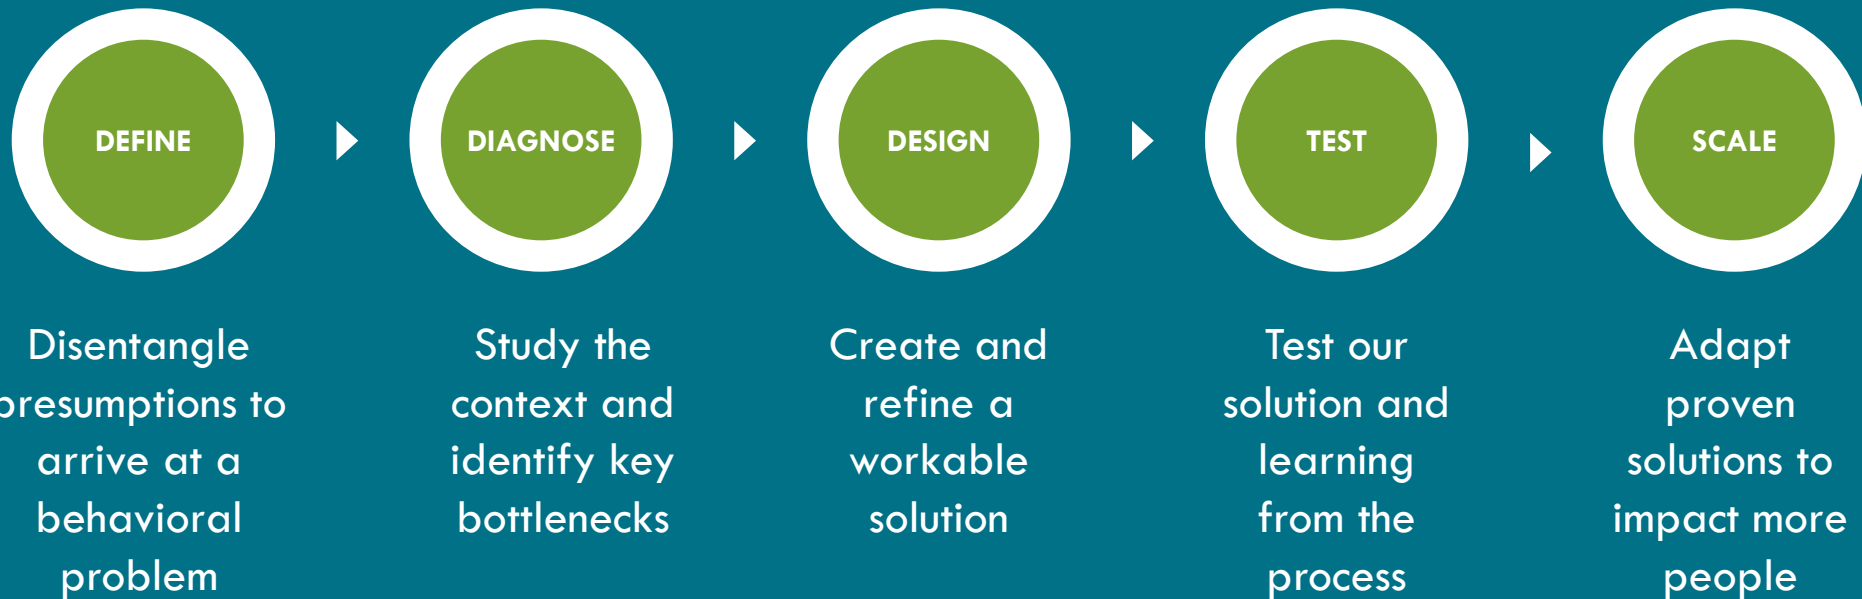 DEFINE
DIAGNOSE
DESIGN
TEST
SCALE
Disentangle
presumptions to
arrive at a
behavioral
problem
Study the
context and
identify key
bottlenecks
Create and
refine a
workable
solution
Test our
solution and
learning
from the
process
Adapt
proven
solutions to
impact more
people